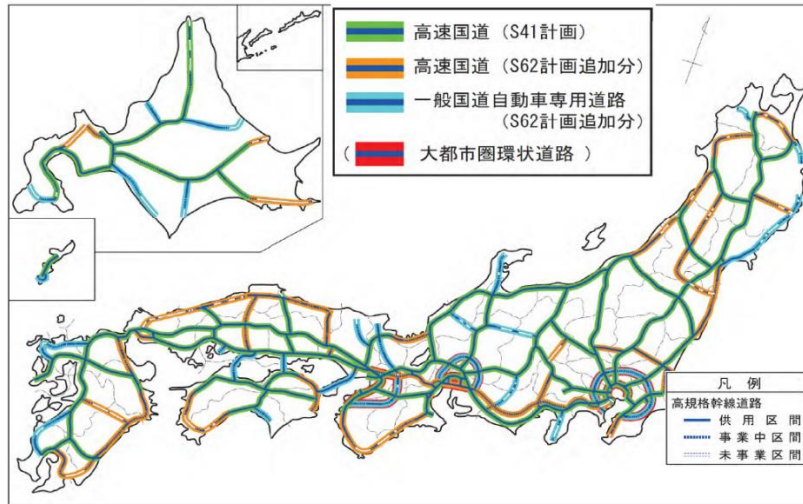 高速国道（S41計画）
高速国道（S62計画追加分）
一般国道自動車専用道路
（S62計画追加分）
（ 大都市圏環状道路 ）
凡 例
高規格幹線道路
供 用 区 間
事 業 中 区 間
未 事 業 区 間